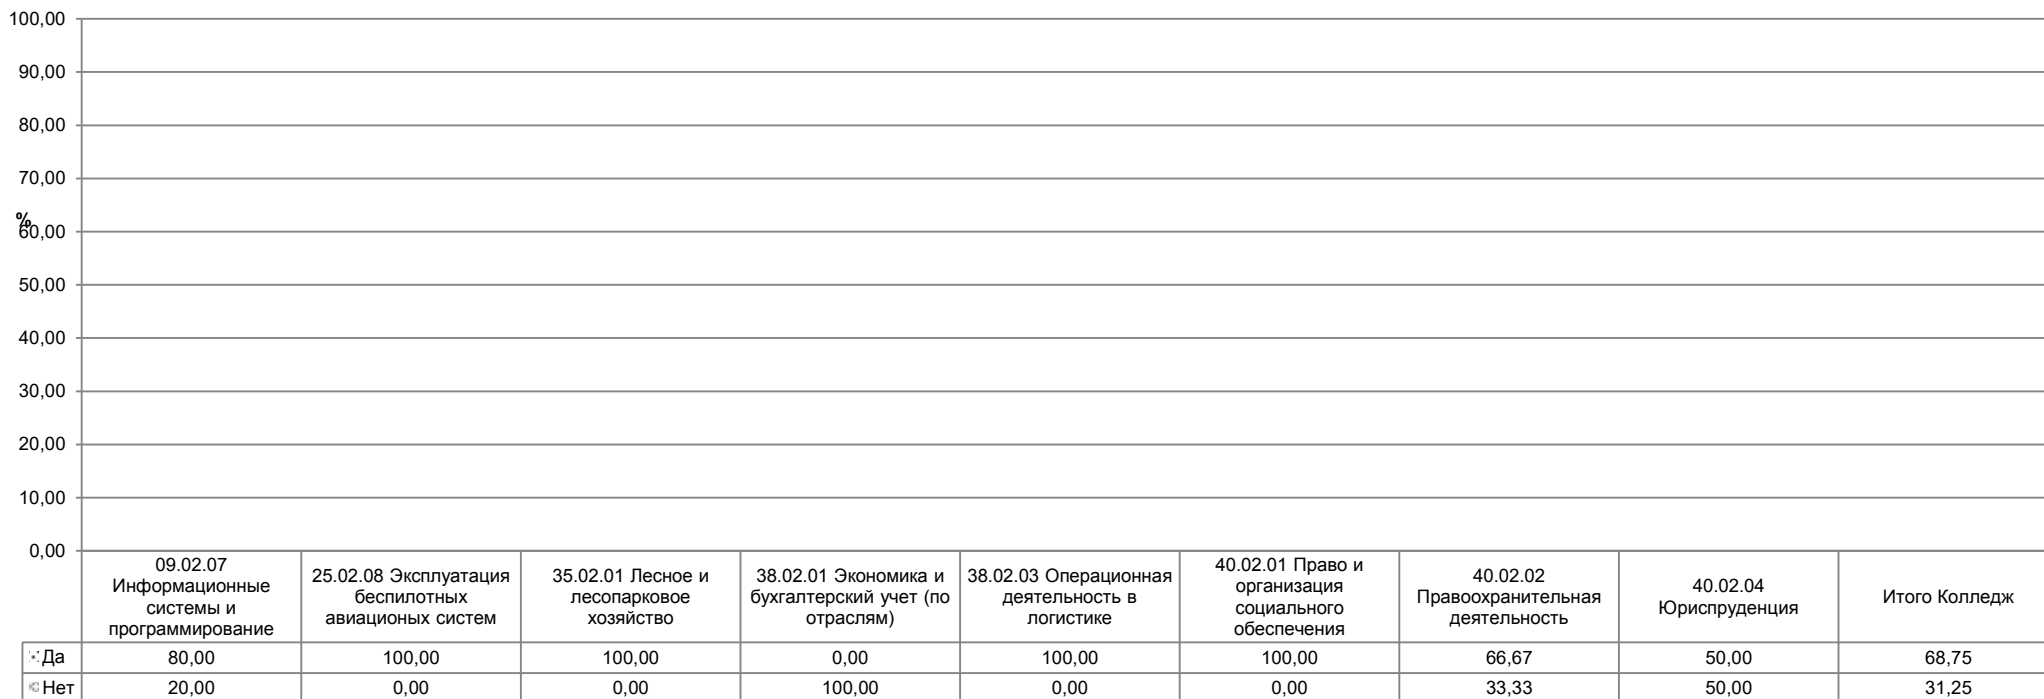 100,00
90,00
80,00
70,00
%
60,00
50,00
40,00
30,00
20,00
10,00
0,00
09.02.07
Информационные
системы и
программирование
25.02.08 Эксплуатация
беспилотных
авиационых систем
35.02.01 Лесное и
лесопарковое
хозяйство
38.02.01 Экономика и
бухгалтерский учет (по
отраслям)
38.02.03 Операционная
деятельность в
логистике
40.02.01 Право и
организация
социального
обеспечения
40.02.02
Правоохранительная
деятельность
40.02.04
Юриспруденция
Итого Колледж
Да 80,00 100,00 100,00 0,00 100,00 100,00 66,67 50,00 68,75
Нет 20,00 0,00 0,00 100,00 0,00 0,00 33,33 50,00 31,25